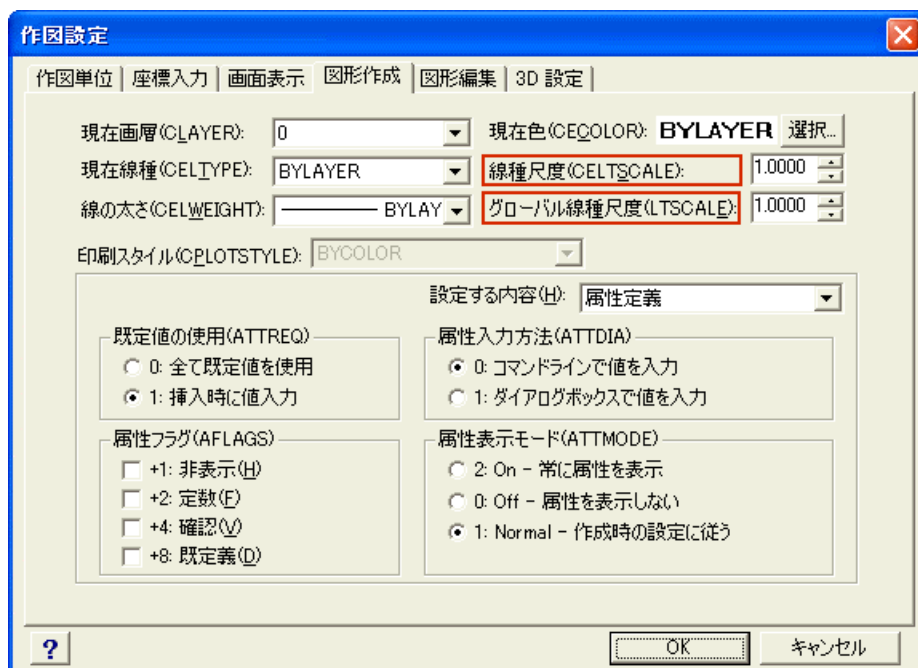 作図設定
作図単位 座標入力 画面表示 図形作成 図形編集 3D 設定
現在画層(CLAYER): 0 現在色(CECOLOR): BYLAYER 選択...
現在線種(CELTYPE): BYLAYER 線種尺度(CELTSCALE): 1.0000
線の太さ(CELWEIGHT): BYLAY グローバル線種尺度(LTSCALE): 1.0000
印刷スタイル(CPLOTSTYLE): BYCOLOR
設定する内容(H): 属性定義
既定値の使用(ATTREQ)
0: 全て既定値を使用
1: 挿入時に値入力
属性入力方法(ATTDIA)
0: コマンドラインで値を入力
1: ダイアログボックスで値を入力
属性フラグ(AFLAGS)
+1: 非表示(H)
+2: 定数(F)
+4: 確認(V)
+8: 既定義(D)
属性表示モード(ATTMODE)
2: On - 常に属性を表示
0: Off - 属性を表示しない
1: Normal - 作成時の設定に従う
? OK キャンセル